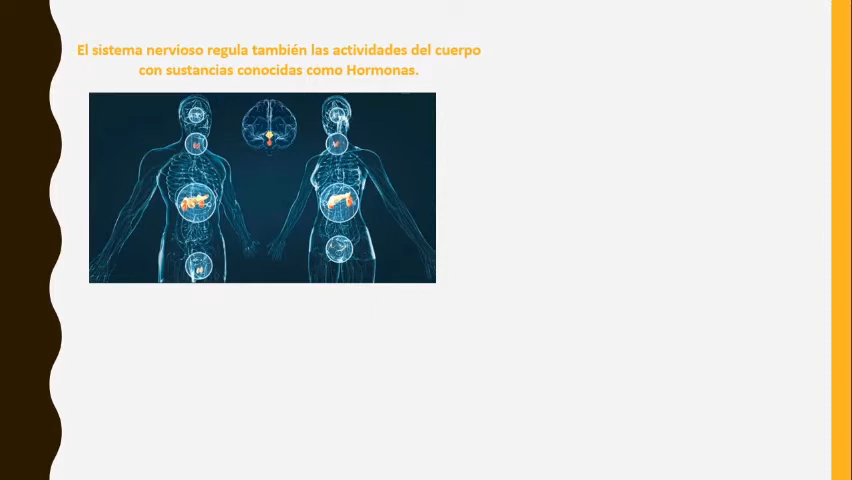 El sistema nervioso regula también las actividades del cuerpo
con sustancias conocidas como Hormonas.